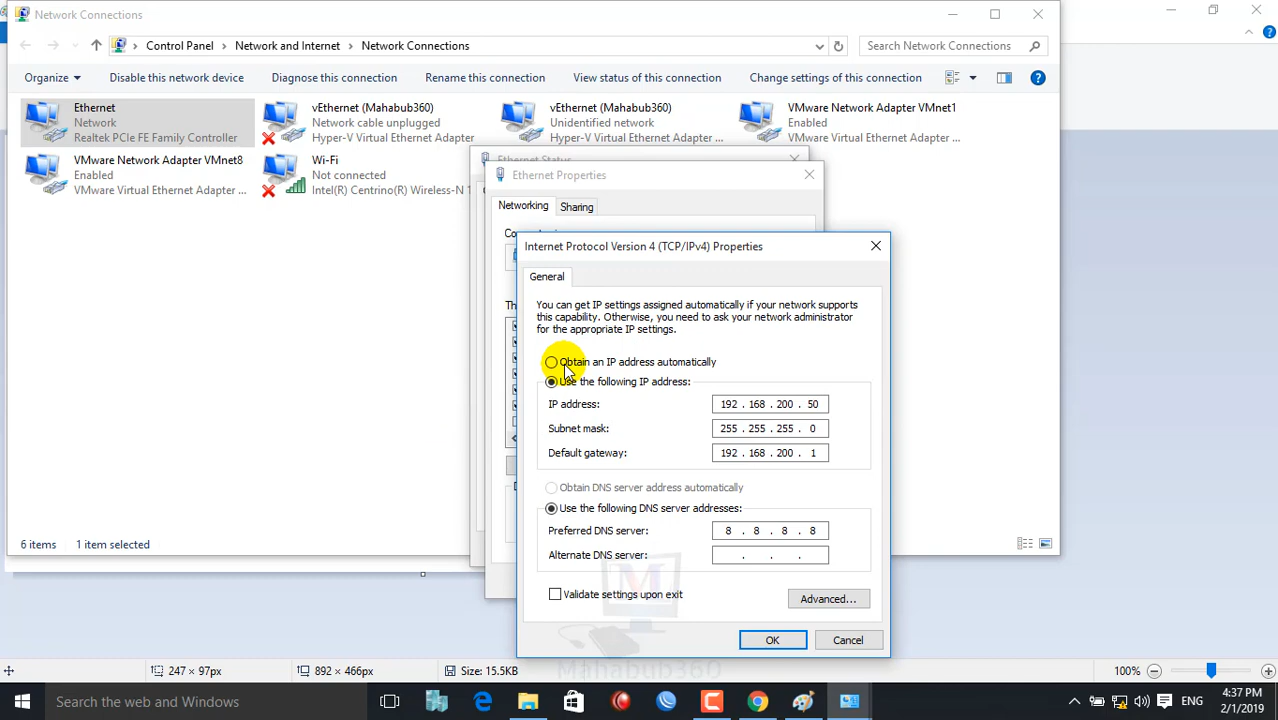 Network Connections
Control Panel Network and Internet Network Connections
Search Network Connections
Organize Disable this network device Diagnose this connection Rename this connection View status of this connection Change settings of this connection
Ethernet
Network
Realtek PCIe FE Family Controller
vEthernet (Mahabub360)
Network cable unplugged
Hyper-V Virtual Ethernet Adapter
vEthernet (Mahabub360)
Unidentified network
Hyper-V Virtual Ethernet Adapter ...
VMware Network Adapter VMnet1
Enabled
VMware Virtual Ethernet Adapter ...
VMware Network Adapter VMnet8
Enabled
VMware Virtual Ethernet Adapter ...
Wi-Fi
Not connected
Intel(R) Centrino(R) Wireless-N
Ethernet Status
Ethernet Properties
Networking Sharing
Internet Protocol Version 4 (TCP/IPv4) Properties
General
You can get IP settings assigned automatically if your network supports
this capability. Otherwise, you need to ask your network administrator
for the appropriate IP settings.
Obtain an IP address automatically
Use the following IP address:
IP address: 192 . 168 . 200 . 50
Subnet mask: 255 . 255 . 255 . 0
Default gateway: 192 . 168 . 200 . 1
Obtain DNS server address automatically
Use the following DNS server addresses:
Preferred DNS server: 8 . 8 . 8 . 8
Alternate DNS server: . . .
Validate settings upon exit
Advanced...
OK Cancel
6 items 1 item selected
Mahabub360
247 × 97px 892 × 466px Size: 15.5KB 100%
Search the web and Windows
ENG
4:37 PM
2/1/2019